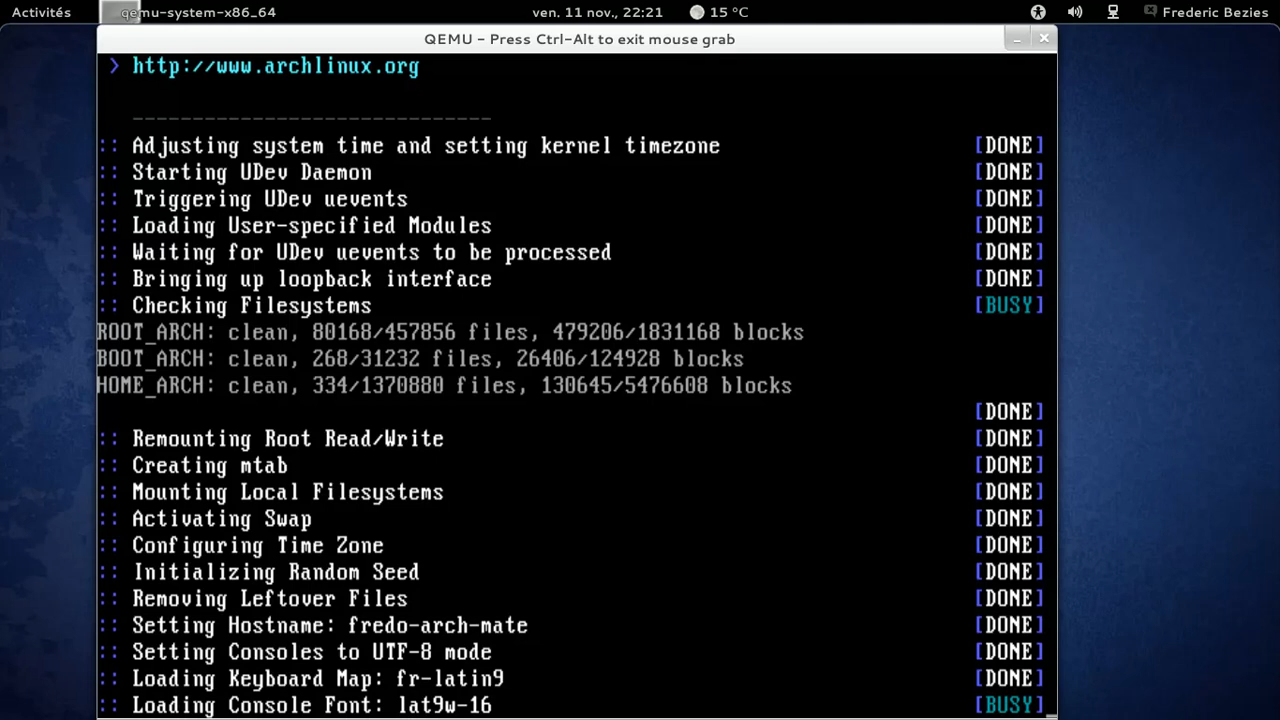 Activités qemu-system-x86_64 ven. 11 nov., 22:21 15 °C Frederic Bezies
QEMU - Press Ctrl-Alt to exit mouse grab
> http://www.archlinux.org
------------------------------
:: Adjusting system time and setting kernel timezone [DONE]
:: Starting UDev Daemon [DONE]
:: Triggering UDev uevents [DONE]
:: Loading User-specified Modules [DONE]
:: Waiting for UDev uevents to be processed [DONE]
:: Bringing up loopback interface [DONE]
:: Checking Filesystems [BUSY]
ROOT_ARCH: clean, 80168/457856 files, 479206/1831168 blocks
BOOT_ARCH: clean, 268/31232 files, 26406/124928 blocks
HOME_ARCH: clean, 334/1370880 files, 130645/5476608 blocks
[DONE]
:: Remounting Root Read/Write [DONE]
:: Creating mtab [DONE]
:: Mounting Local Filesystems [DONE]
:: Activating Swap [DONE]
:: Configuring Time Zone [DONE]
:: Initializing Random Seed [DONE]
:: Removing Leftover Files [DONE]
:: Setting Hostname: fredo-arch-mate [DONE]
:: Setting Consoles to UTF-8 mode [DONE]
:: Loading Keyboard Map: fr-latin9 [DONE]
:: Loading Console Font: lat9w-16 [BUSY]